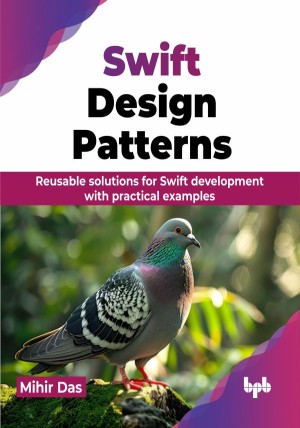 Swift
Design
Patterns
Reusable solutions for Swift development
with practical examples
Mihir Das
bpb